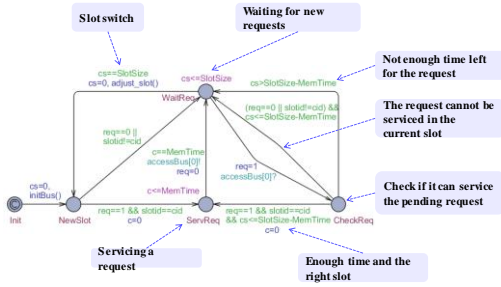 Slot switch
Waiting for new
requests
Not enough time left
for the request
cs==SlotSize
cs=0, adjust_slot()
cs<=SlotSize
cs>SlotSize-MemTime
WaitReq
(req==0 || slotid!=cid) &&
cs<=SlotSize-MemTime
The request cannot be
serviced in the
current slot
req==0 ||
slotid!=cid
c==MemTime
accessBus[0]!
req=0
req=1
accessBus[0]?
cs=0,
initBus()
c<=MemTime
Check if it can service
the pending request
Init
NewSlot
req==1 && slotid==cid
c=0
ServReq
req==1 && slotid==cid
&& cs<=SlotSize-MemTime
c=0
CheckReq
Servicing a
request
Enough time and the
right slot